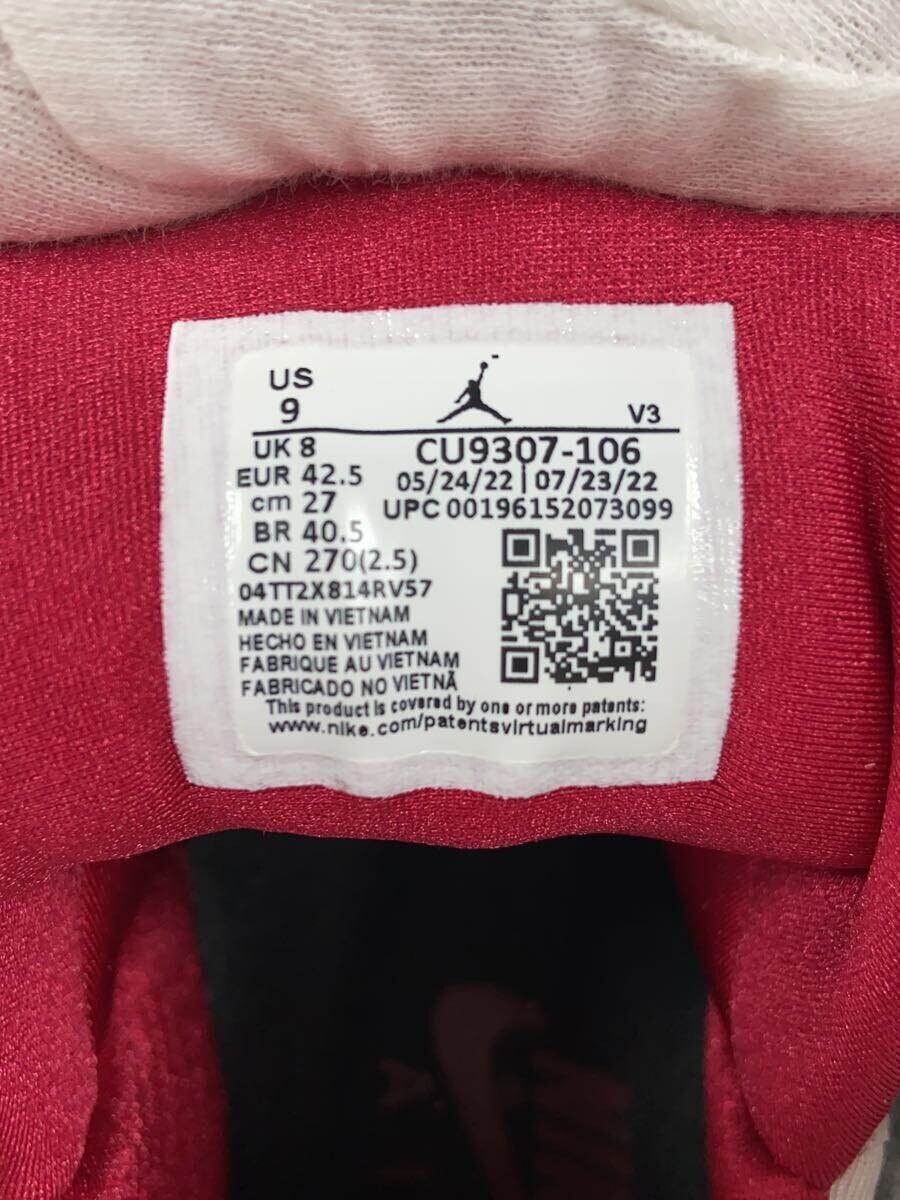 US
9
V3
UK 8
EUR 42.5
cm 27
BR 40.5
CN 270(2.5)
CU9307-106
05/24/22 | 07/23/22
UPC 00196152073099
04TT2X814RV57
MADE IN VIETNAM
HECHO EN VIETNAM
FABRIQUE AU VIETNAM
FABRICADO NO VIETNÃ
This product is covered by one or more patents:
www.nike.com/patentsvirtualmarking